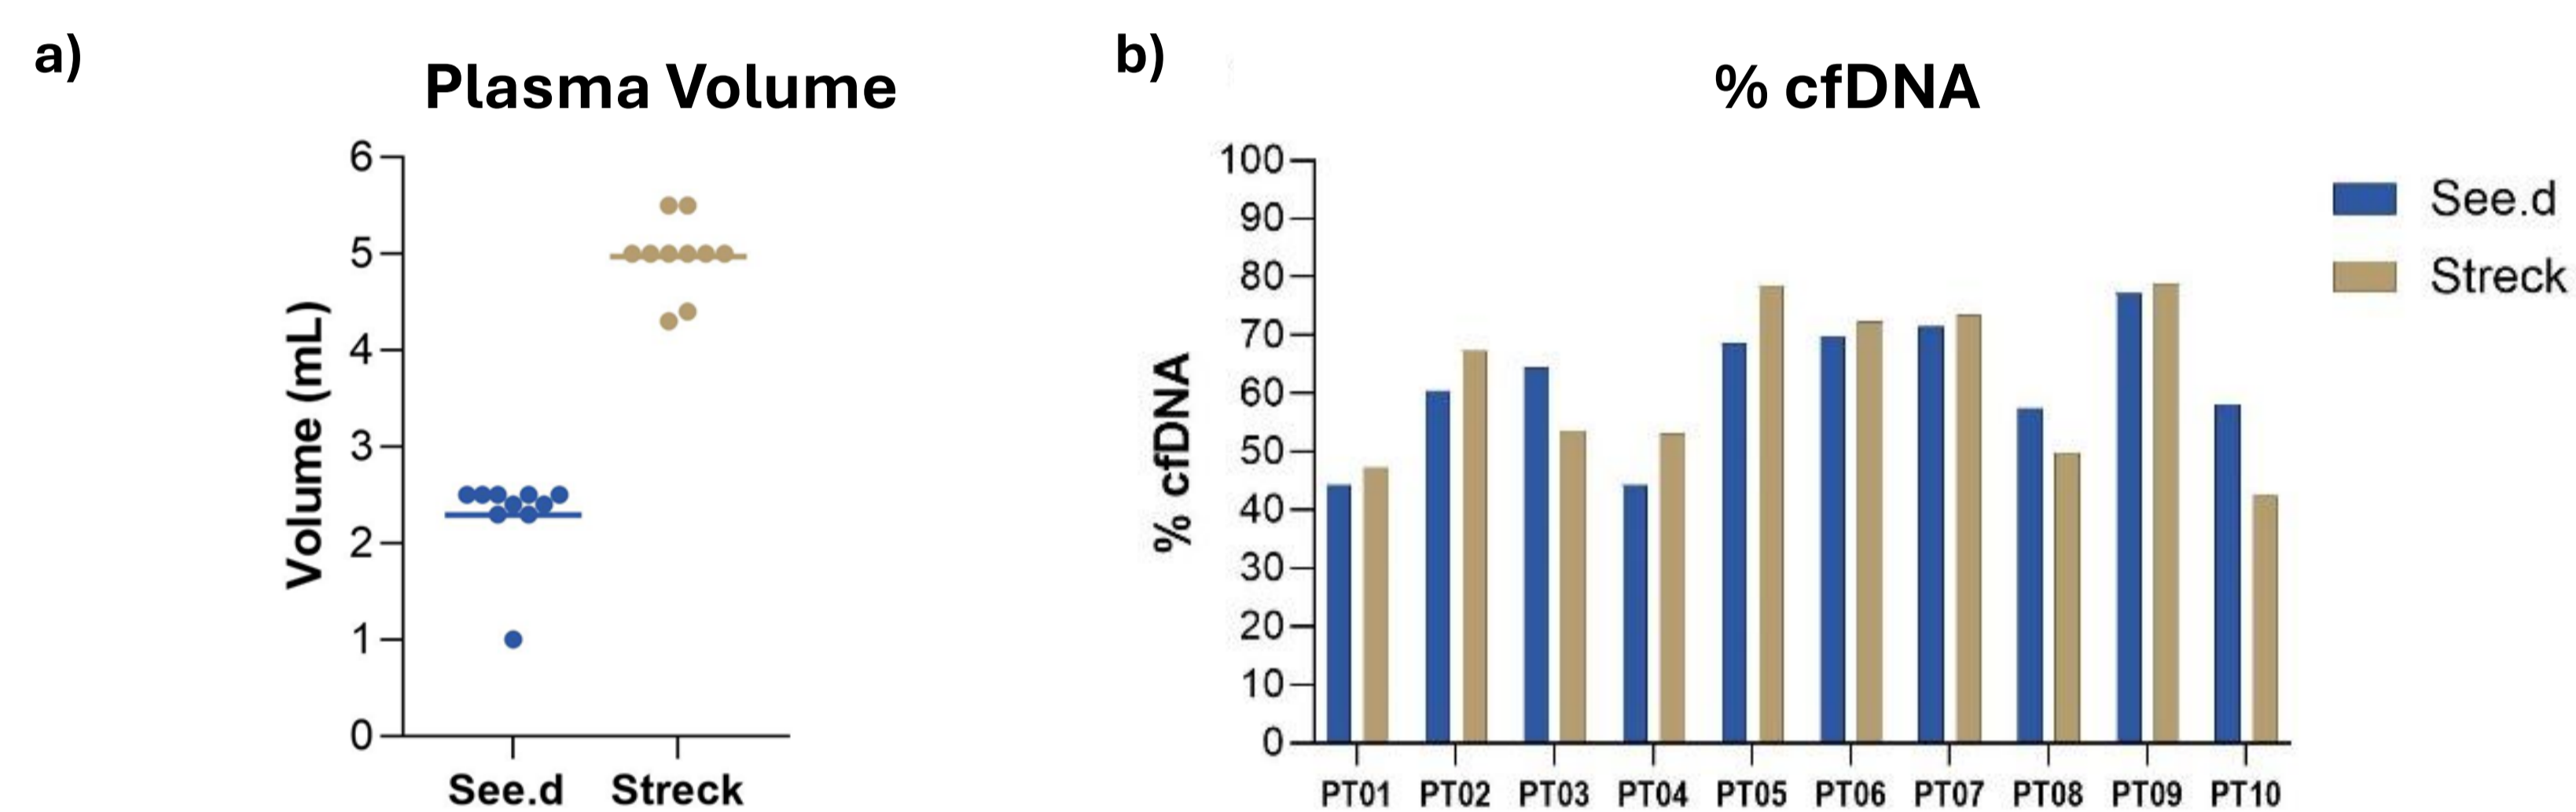 a)
Plasma Volume
Volume (mL)
6
5
4
3
2
1
0
See.d Streck
b)
% cfDNA
% cfDNA
100
90
80
70
60
50
40
30
20
10
0
PT01 PT02 PT03 PT04 PT05 PT06 PT07 PT08 PT09 PT10
See.d
Streck